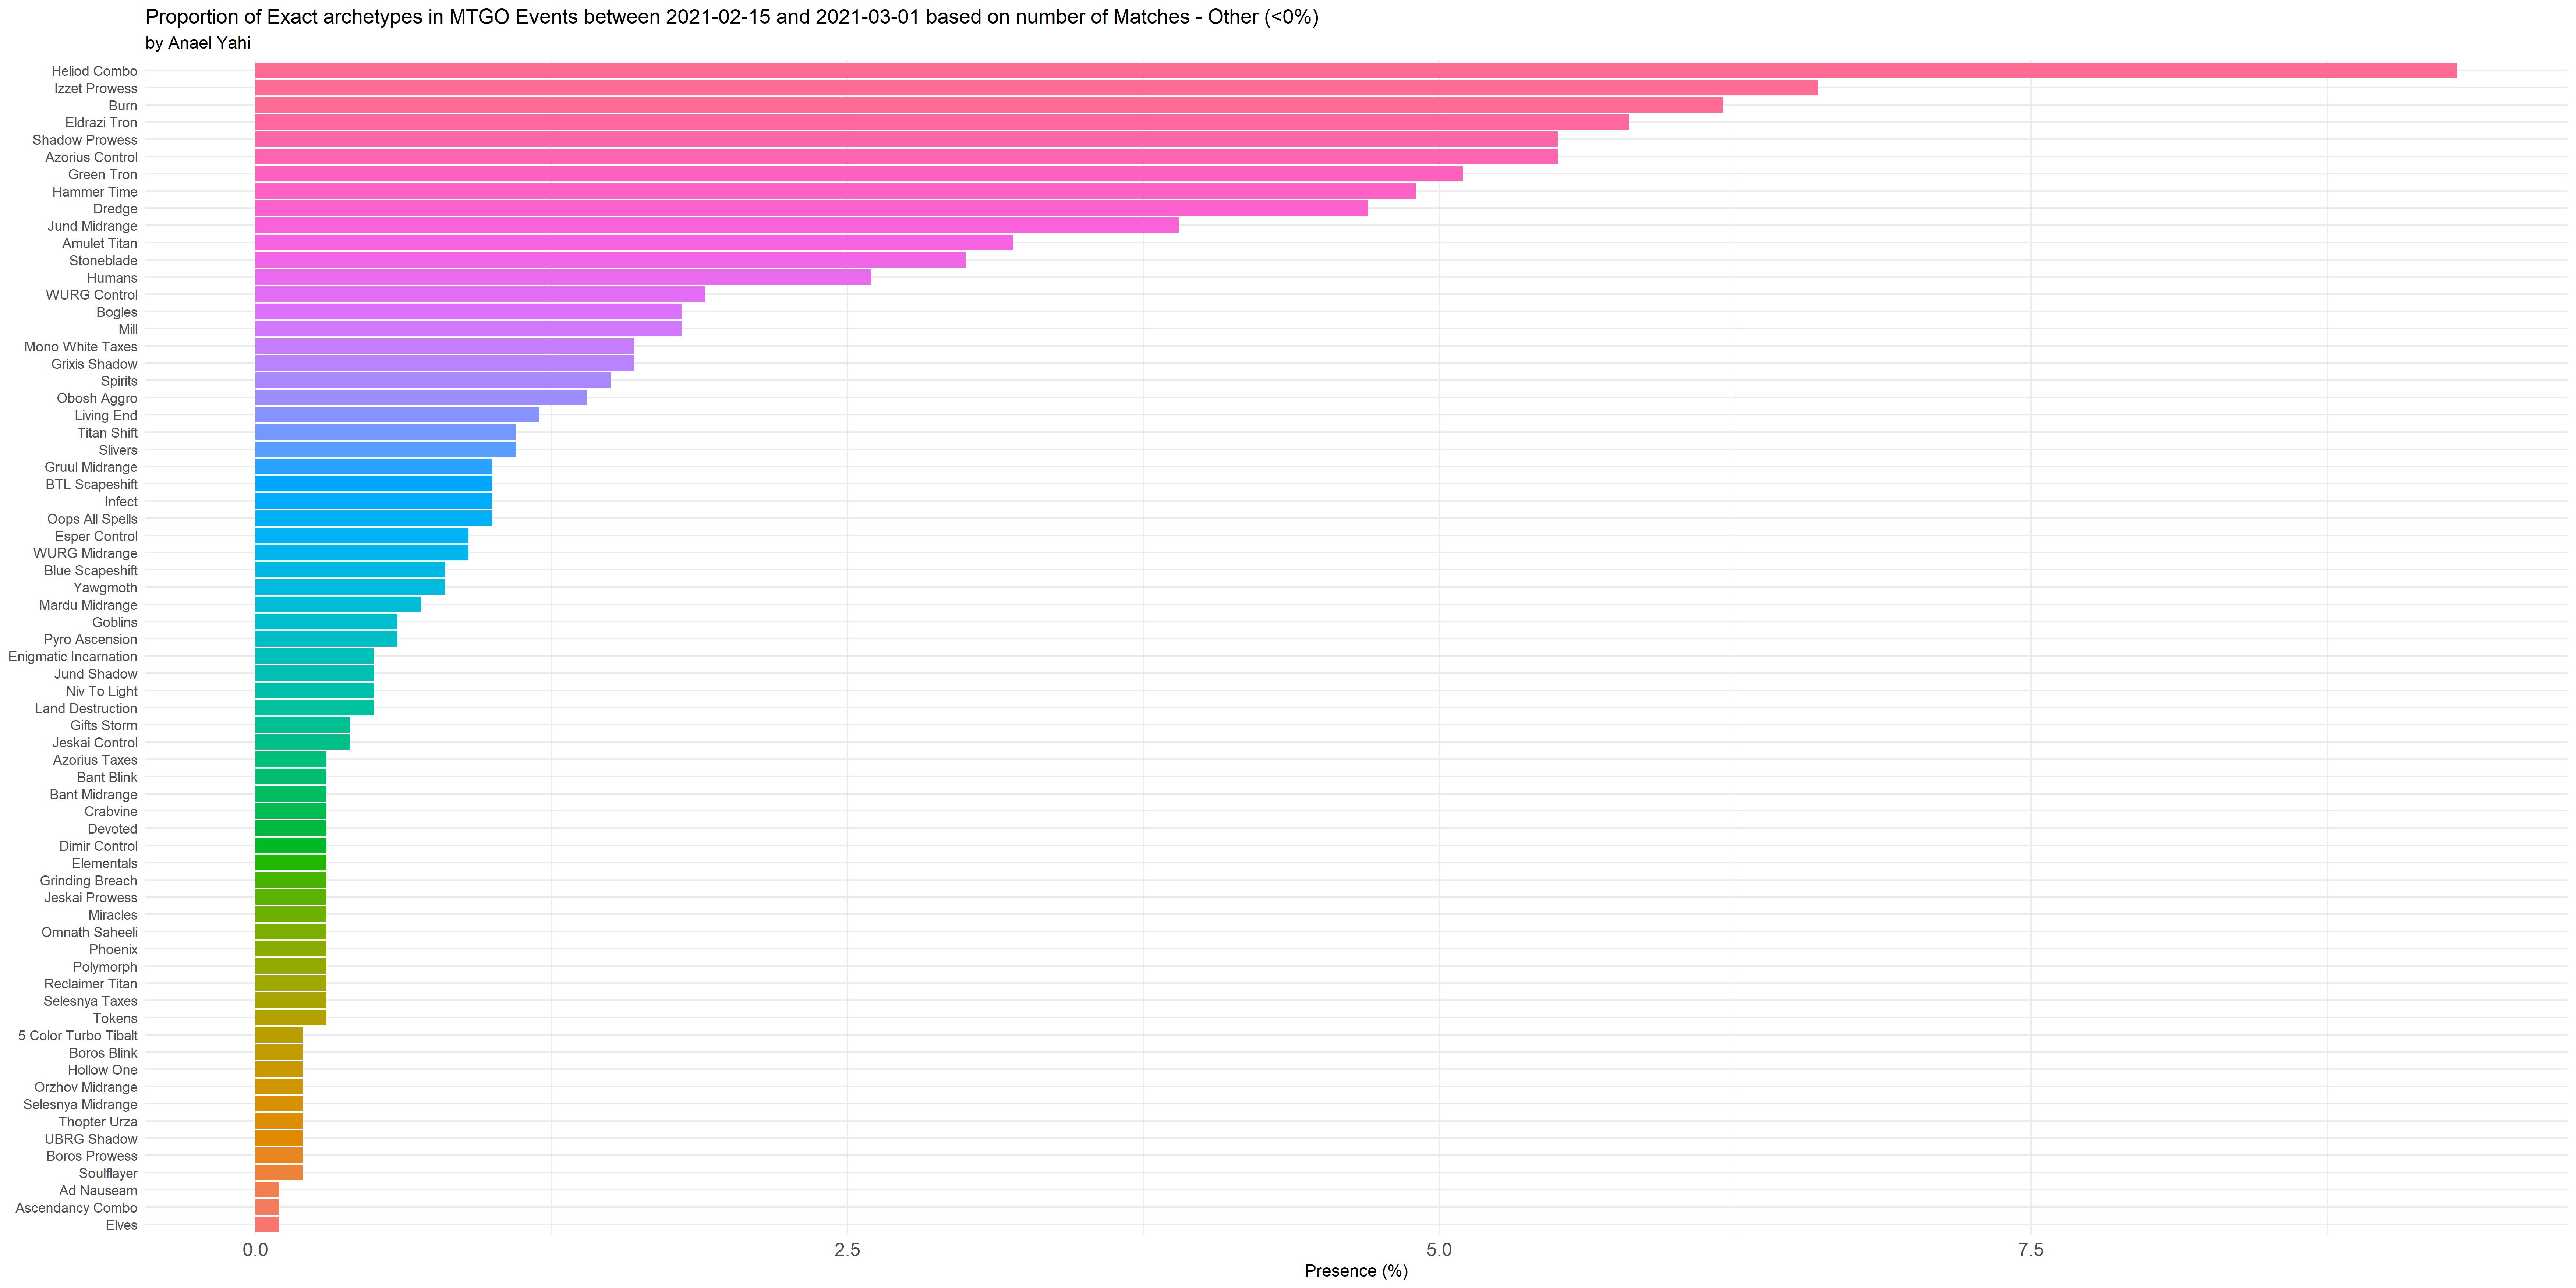 Proportion of Exact archetypes in MTGO Events between 2021-02-15 and 2021-03-01 based on number of Matches - Other (<0%)
by Anael Yahi
Heliod Combo
Izzet Prowess
Burn
Eldrazi Tron
Shadow Prowess
Azorius Control
Green Tron
Hammer Time
Dredge
Jund Midrange
Amulet Titan
Stoneblade
Humans
WURG Control
Bogles
Mill
Mono White Taxes
Grixis Shadow
Spirits
Obosh Aggro
Living End
Titan Shift
Slivers
Gruul Midrange
BTL Scapeshift
Infect
Oops All Spells
Esper Control
WURG Midrange
Blue Scapeshift
Yawgmoth
Mardu Midrange
Goblins
Pyro Ascension
Enigmatic Incarnation
Jund Shadow
Niv To Light
Land Destruction
Gifts Storm
Jeskai Control
Azorius Taxes
Bant Blink
Bant Midrange
Crabvine
Devoted
Dimir Control
Elementals
Grinding Breach
Jeskai Prowess
Miracles
Omnath Saheeli
Phoenix
Polymorph
Reclaimer Titan
Selesnya Taxes
Tokens
5 Color Turbo Tibalt
Boros Blink
Hollow One
Orzhov Midrange
Selesnya Midrange
Thopter Urza
UBRG Shadow
Boros Prowess
Soulflayer
Ad Nauseam
Ascendancy Combo
Elves
0.0 2.5 5.0 7.5
Presence (%)